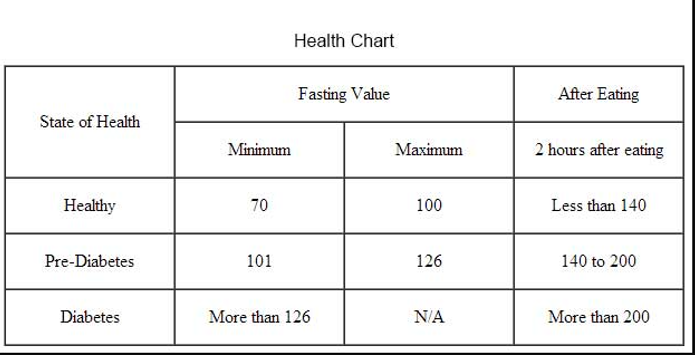 Health Chart
State of Health
Fasting Value
After Eating
Minimum
Maximum
2 hours after eating
Healthy
70
100
Less than 140
Pre-Diabetes
101
126
140 to 200
Diabetes
More than 126
N/A
More than 200